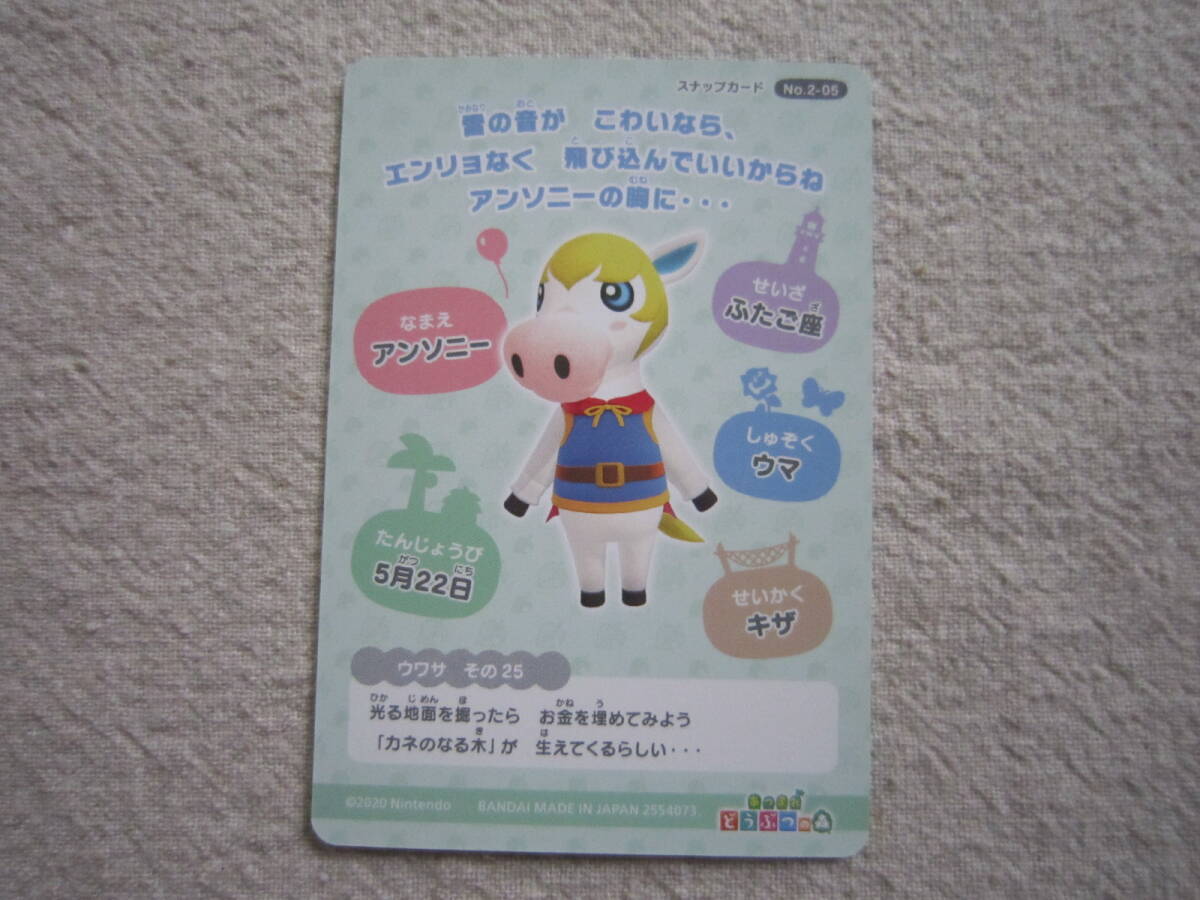 スナップカード No.2-05
雷の音が こわいなら、
エンリョなく 飛び込んでいいからね
アンソニーの胸に・・・
なまえ
アンソニー
せいざ
ふたご座
しゅぞく
ウマ
たんじょうび
5月22日
せいかく
キザ
ウワサ その25
光る地面を掘ったら お金を埋めてみよう
「カネのなる木」が 生えてくるらしい・・・
©2020 Nintendo BANDAI MADE IN JAPAN 2554073
あつまれ
どうぶつの森